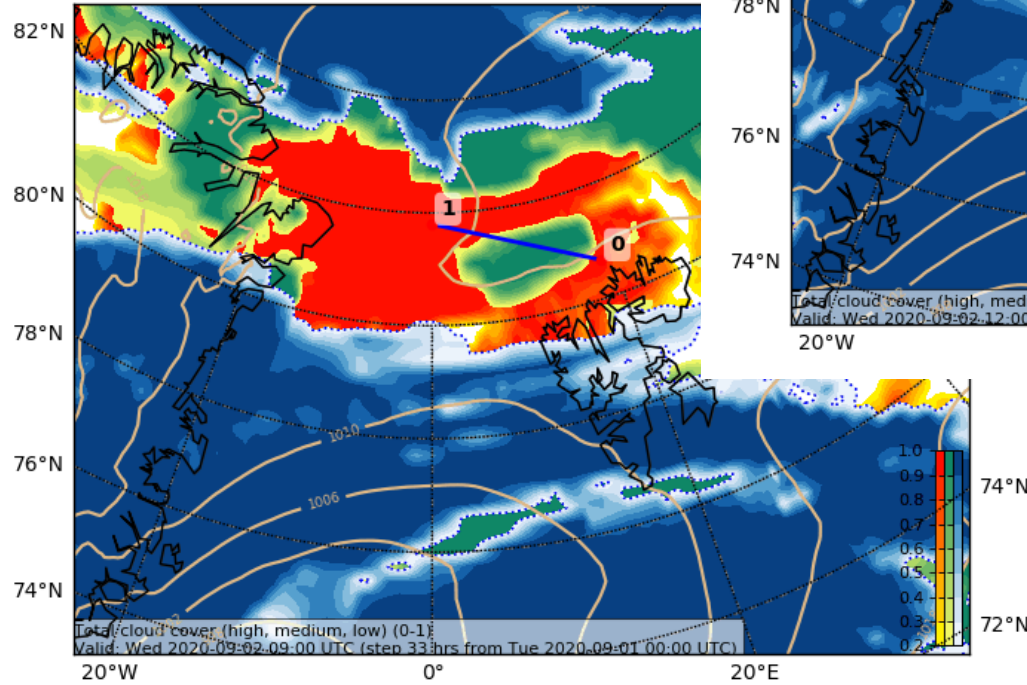 82°N
80°N
78°N
76°N
74°N
20°W
0°
20°E
74°N
72°N
1
0
1010
1006
1.0
0.9
0.8
0.7
0.6
0.5
0.4
0.3
0.2
Total cloud cover (high, medium, low) (0-1)
Valid: Wed 2020-09-02 09:00 UTC (step 33 hrs from Tue 2020-09-01 00:00 UTC)
78°N
76°N
74°N
20°W
Total cloud cover (high, med
Valid: Wed 2020-09-02 12:00